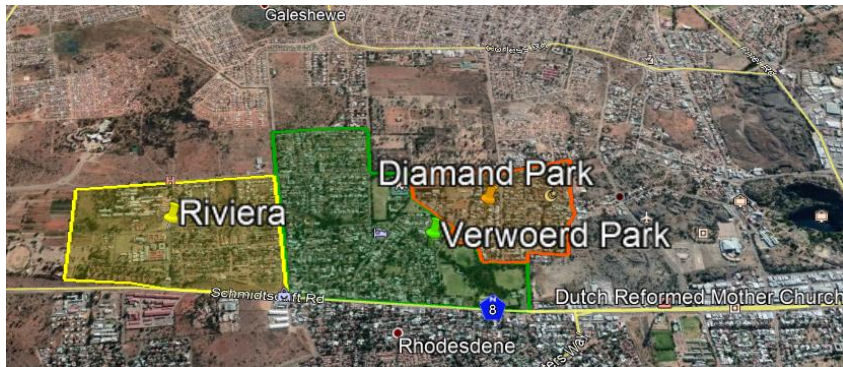 Galeshewe
Diamand Park
Riviera
Verwoerd Park
Schmidtsdrift Rd
N
8
Dutch Reformed Mother Church
Rhodesdene